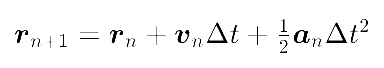 𝒓ₙ₊₁ = 𝒓ₙ + 𝒗ₙΔt + ½𝒂ₙΔt²